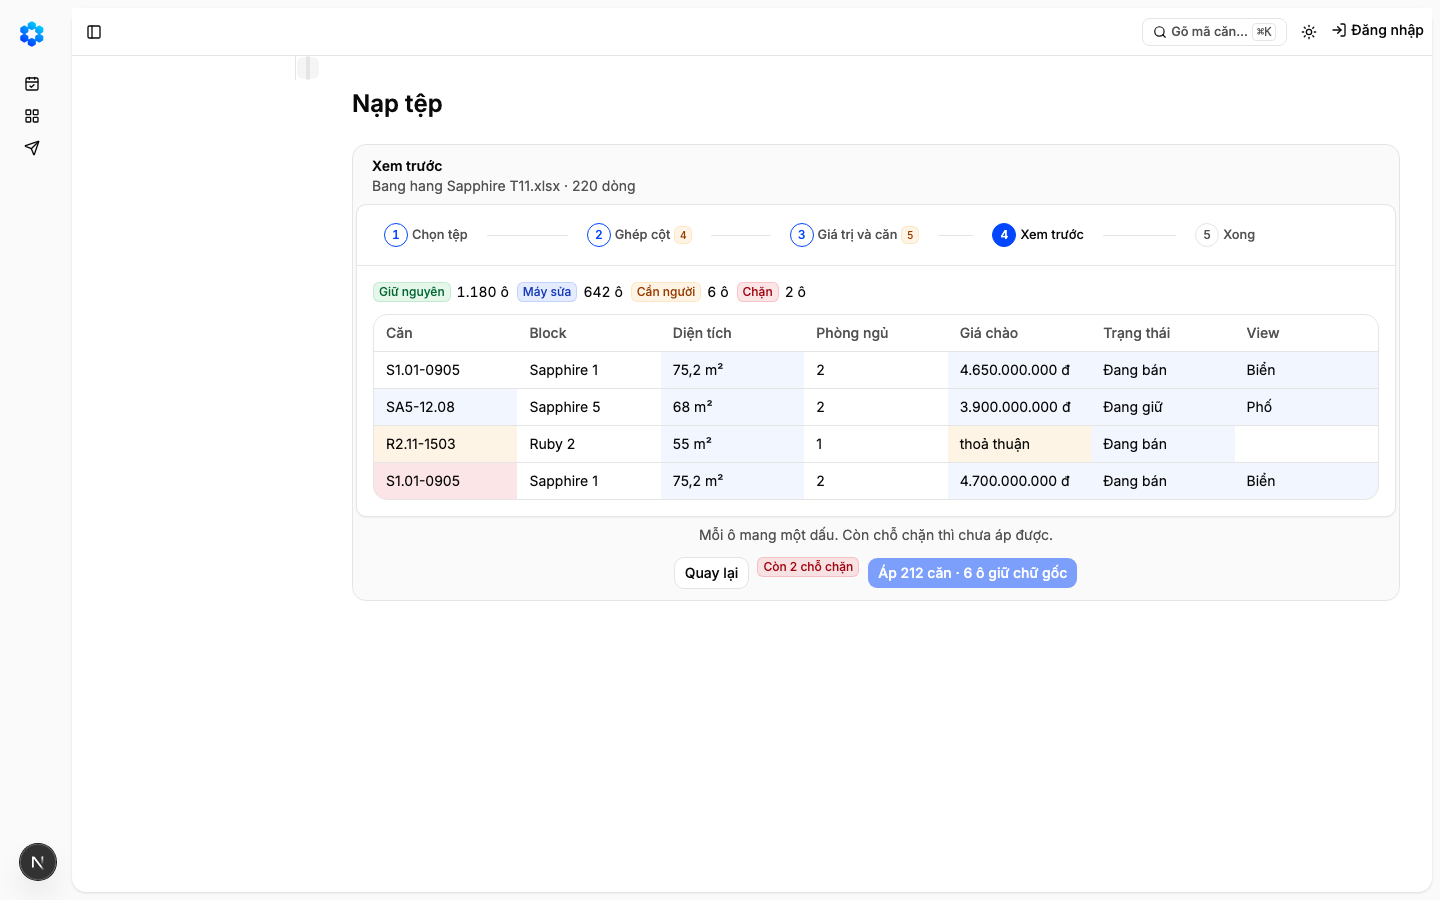 Gõ mã căn... ⌘K Đăng nhập
Nạp tệp
Xem trước
Bang hang Sapphire T11.xlsx · 220 dòng
1 Chọn tệp 2 Ghép cột 4 3 Giá trị và căn 5 4 Xem trước 5 Xong
Giữ nguyên 1.180 ô Máy sửa 642 ô Cần người 6 ô Chặn 2 ô
Căn Block Diện tích Phòng ngủ Giá chào Trạng thái View
S1.01-0905 Sapphire 1 75,2 m² 2 4.650.000.000 đ Đang bán Biển
SA5-12.08 Sapphire 5 68 m² 2 3.900.000.000 đ Đang giữ Phố
R2.11-1503 Ruby 2 55 m² 1 thoả thuận Đang bán
S1.01-0905 Sapphire 1 75,2 m² 2 4.700.000.000 đ Đang bán Biển
Mỗi ô mang một dấu. Còn chỗ chặn thì chưa áp được.
Quay lại Còn 2 chỗ chặn Áp 212 căn · 6 ô giữ chữ gốc
N